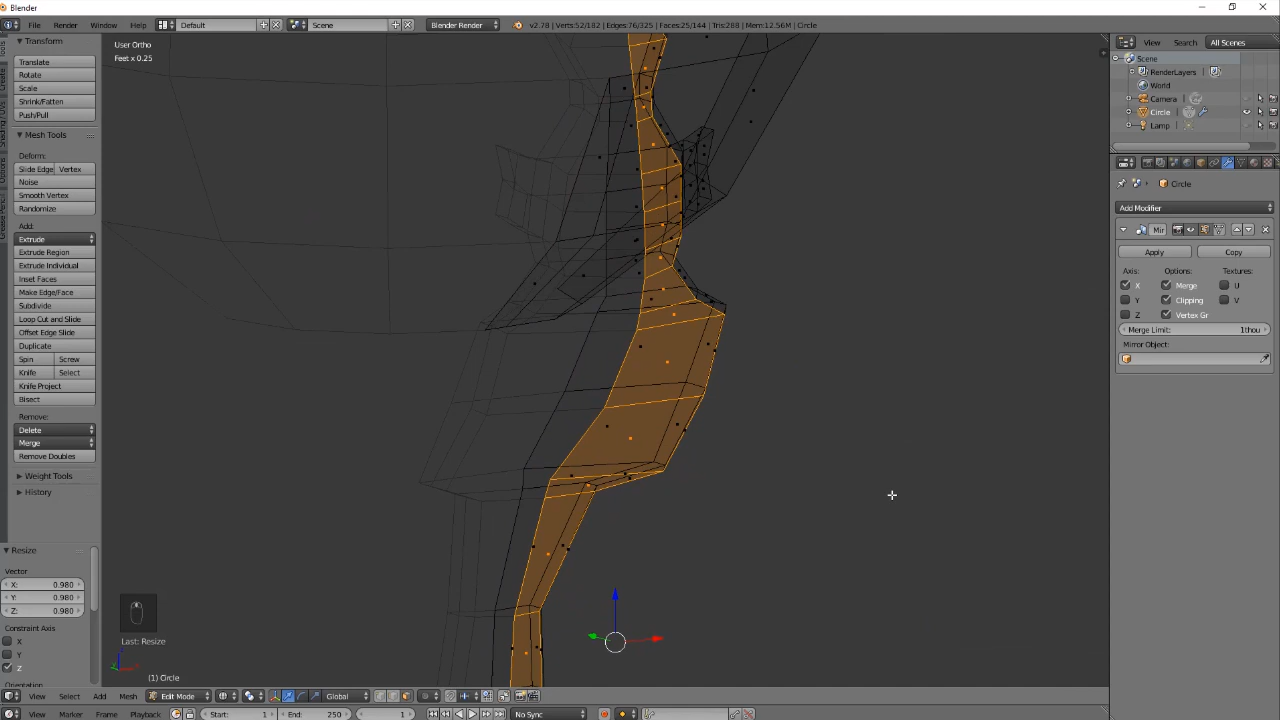 Blender
File Render Window Help Default Scene Blender Render v2.78 | Verts:52/182 | Edges:76/325 | Faces:25/144 | Tris:288 | Mem:12.56M | Circle
View Search All Scenes
Transform
Translate
Rotate
Scale
Shrink/Fatten
Push/Pull
Mesh Tools
Deform:
Slide Edge Vertex
Noise
Smooth Vertex
Randomize
Add:
Extrude
Extrude Region
Extrude Individual
Inset Faces
Make Edge/Face
Subdivide
Loop Cut and Slide
Offset Edge Slide
Duplicate
Spin Screw
Knife Select
Knife Project
Bisect
Remove:
Delete
Merge
Remove Doubles
Weight Tools
History
Resize
Vector
X: 0.980
Y: 0.980
Z: 0.980
Constraint Axis
X
Y
Z
Orientation
User Ortho
Feet x 0.25
Last: Resize
(1) Circle
Scene
RenderLayers
World
Camera
Circle
Lamp
Circle
Add Modifier
Mir
Apply Copy
Axis: Options: Textures:
X Merge U
Y Clipping V
Z Vertex Gr
Merge Limit: 1thou
Mirror Object:
View Select Add Mesh Edit Mode Global
View Marker Frame Playback Start: 1 End: 250 1 No Sync